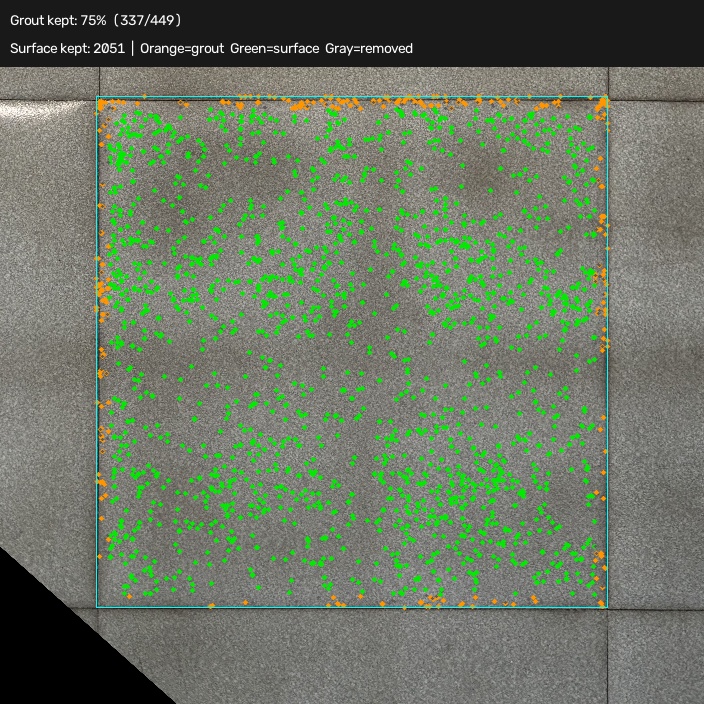 Grout kept: 75%  (337/449)
Surface kept: 2051 | Orange=grout  Green=surface  Gray=removed